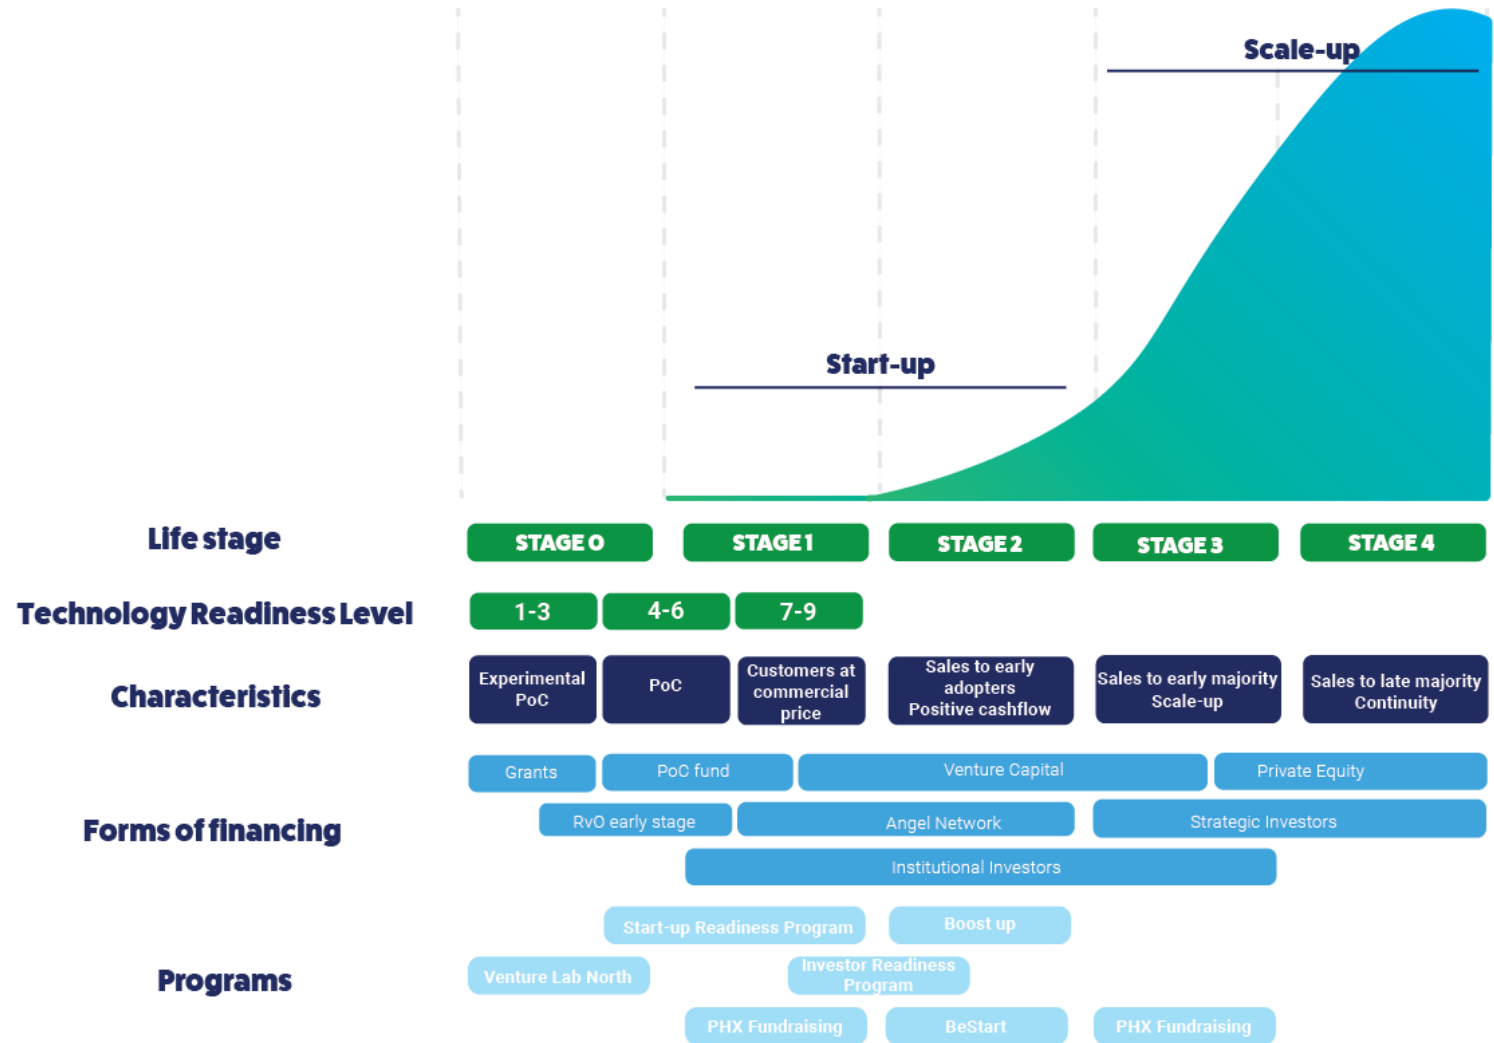 Scale-up
Start-up
Life stage
STAGE 0
STAGE 1
STAGE 2
STAGE 3
STAGE 4
Technology Readiness Level
1-3
4-6
7-9
Characteristics
Experimental
PoC
PoC
Customers at
commercial
price
Sales to early
adopters
Positive cashflow
Sales to early majority
Scale-up
Sales to late majority
Continuity
Forms of financing
Grants
PoC fund
Venture Capital
Private Equity
RvO early stage
Angel Network
Strategic Investors
Institutional Investors
Programs
Start-up Readiness Program
Boost up
Venture Lab North
Investor Readiness
Program
PHX Fundraising
BeStart
PHX Fundraising